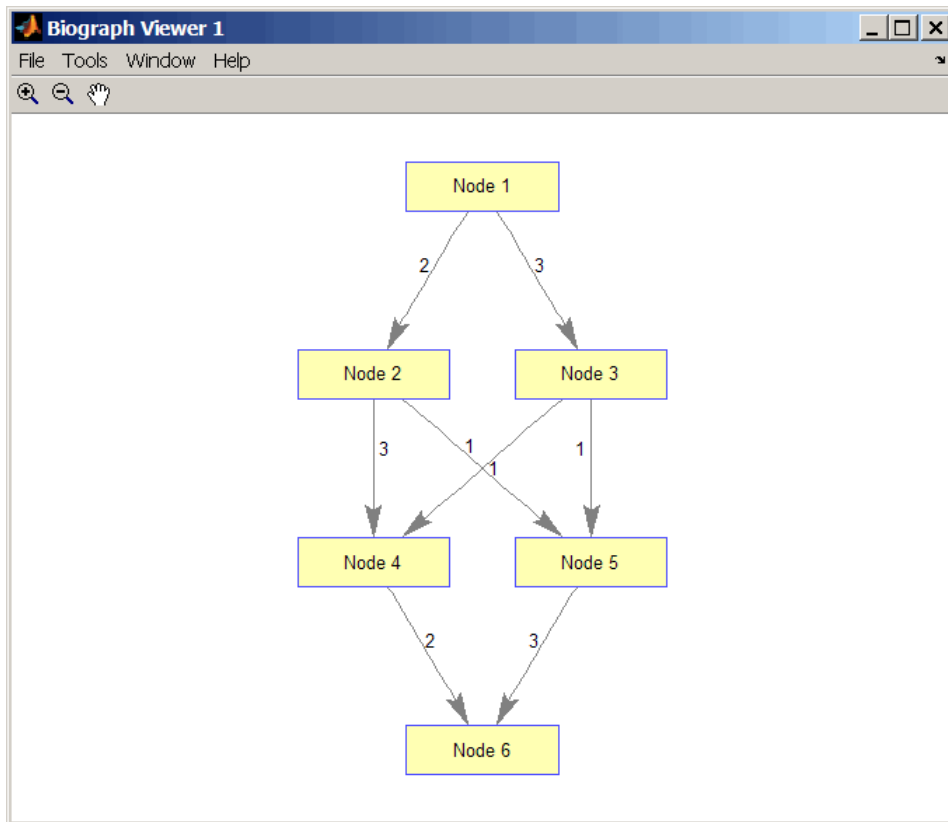 Biograph Viewer 1
File Tools Window Help
Node 1
2 3
Node 2 Node 3
3 1 1 1
Node 4 Node 5
2 3
Node 6